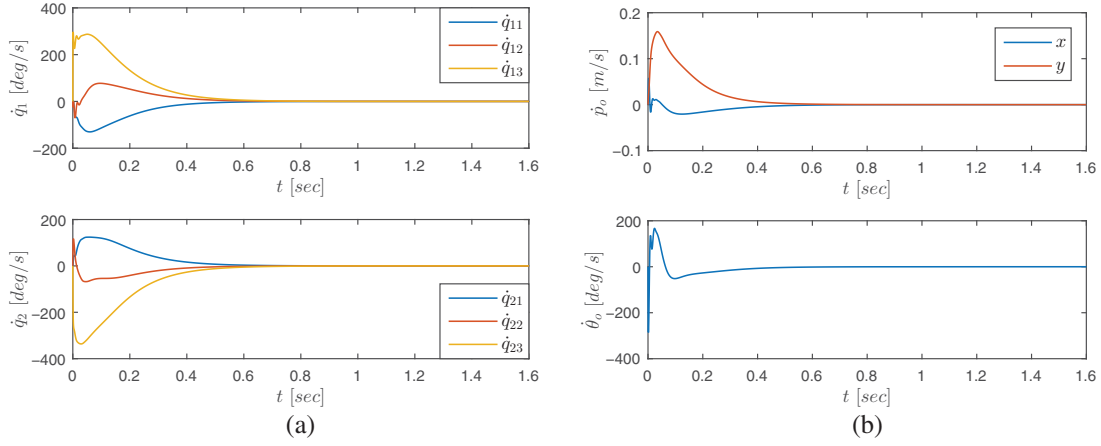 400
200
0
−200
q̇₁ [deg/s]
q̇₁₁
q̇₁₂
q̇₁₃
0 0.2 0.4 0.6 0.8 1 1.2 1.4 1.6
t [sec]
200
0
−200
−400
q̇₂ [deg/s]
q̇₂₁
q̇₂₂
q̇₂₃
0 0.2 0.4 0.6 0.8 1 1.2 1.4 1.6
t [sec]
(a)
0.2
0.1
0
−0.1
ṗₒ [m/s]
x
y
0 0.2 0.4 0.6 0.8 1 1.2 1.4 1.6
t [sec]
200
0
−200
−400
θ̇ₒ [deg/s]
0 0.2 0.4 0.6 0.8 1 1.2 1.4 1.6
t [sec]
(b)